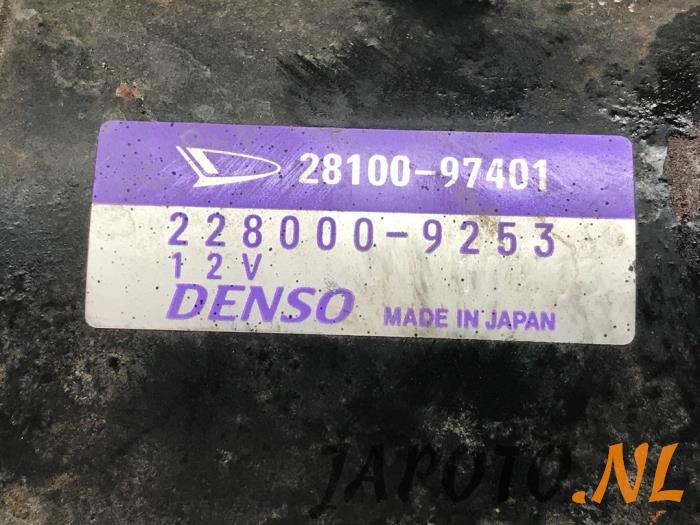 28100-97401
228000-9253
12V
DENSO MADE IN JAPAN
JAPOTO.NL